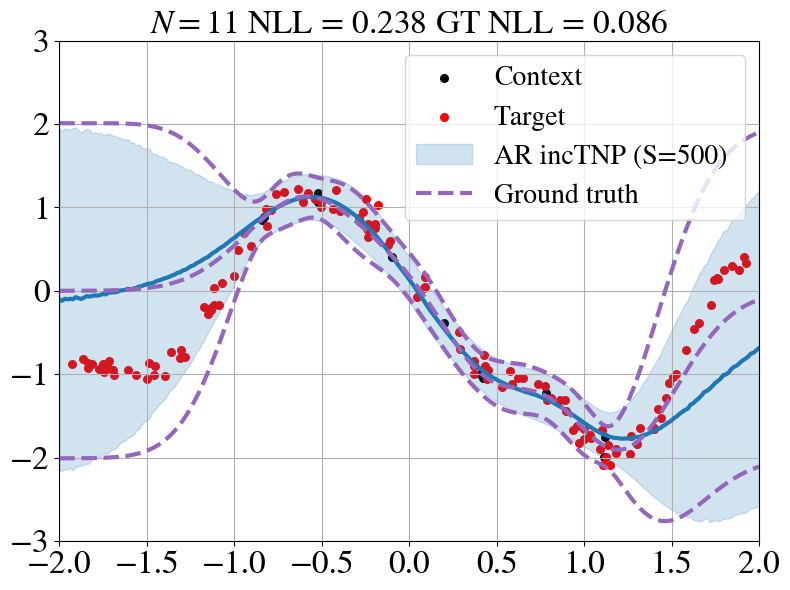 N = 11 NLL = 0.238 GT NLL = 0.086
3
2
1
0
−1
−2
−3
Context
Target
AR incTNP (S=500)
Ground truth
−2.0 −1.5 −1.0 −0.5 0.0 0.5 1.0 1.5 2.0